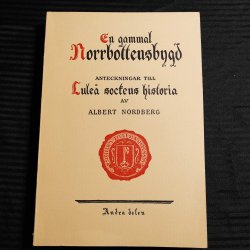 En gammal
Norrbottensbygd
ANTECKNINGAR TILL
Luleå sockens historia
AV
ALBERT NORDBERG
Andra delen